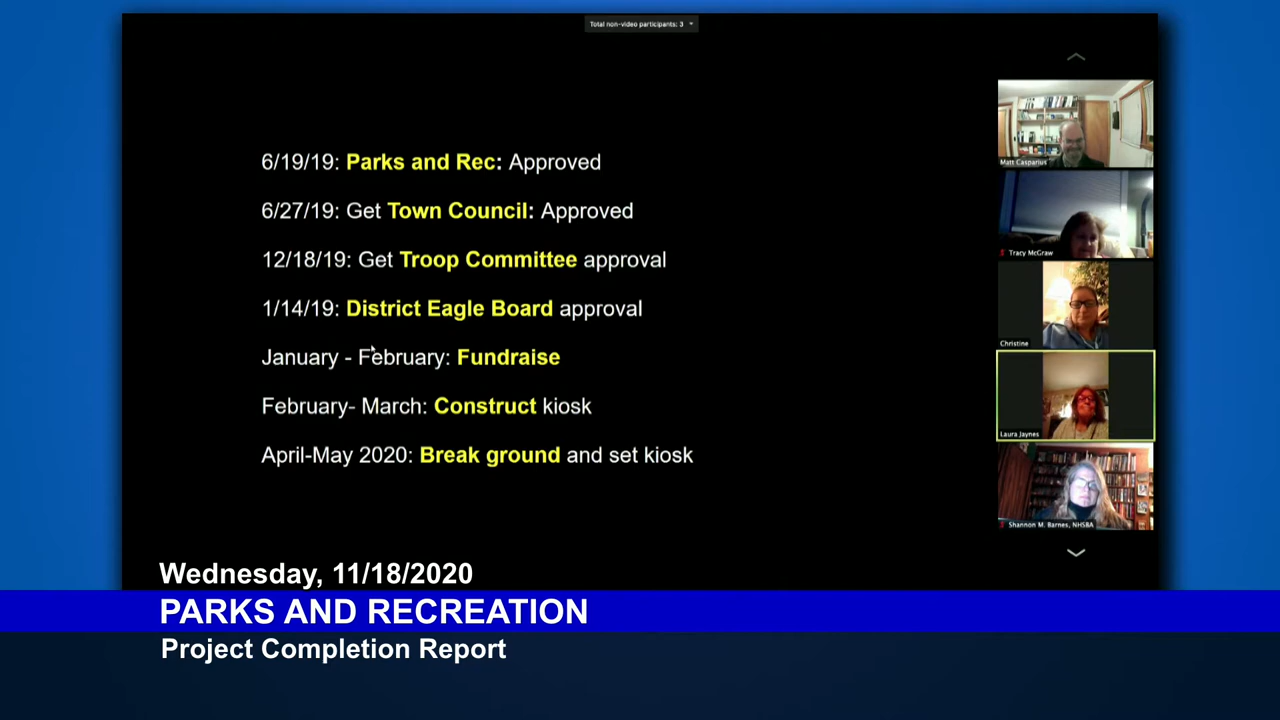 Total non-video participants: 3
6/19/19: Parks and Rec: Approved
6/27/19: Get Town Council: Approved
12/18/19: Get Troop Committee approval
1/14/19: District Eagle Board approval
January - February: Fundraise
February- March: Construct kiosk
April-May 2020: Break ground and set kiosk
Matt Casparius
Tracy McGraw
Christine
Laura Jaynes
Shannon M. Barnes, NHSBA
Wednesday, 11/18/2020
PARKS AND RECREATION
Project Completion Report